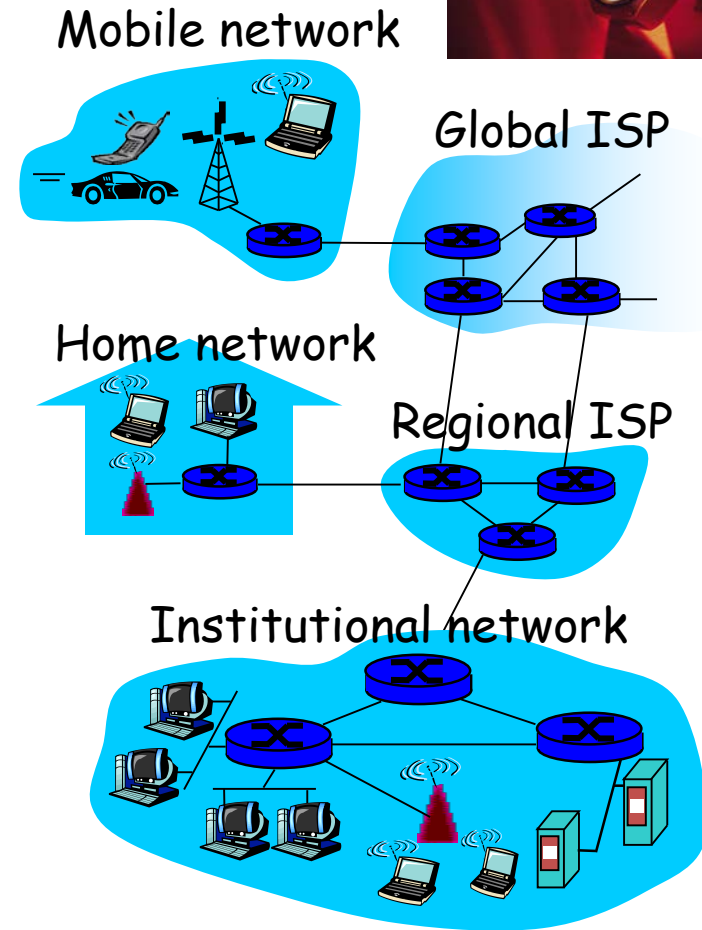 Mobile network
Global ISP
Home network
Regional ISP
Institutional network